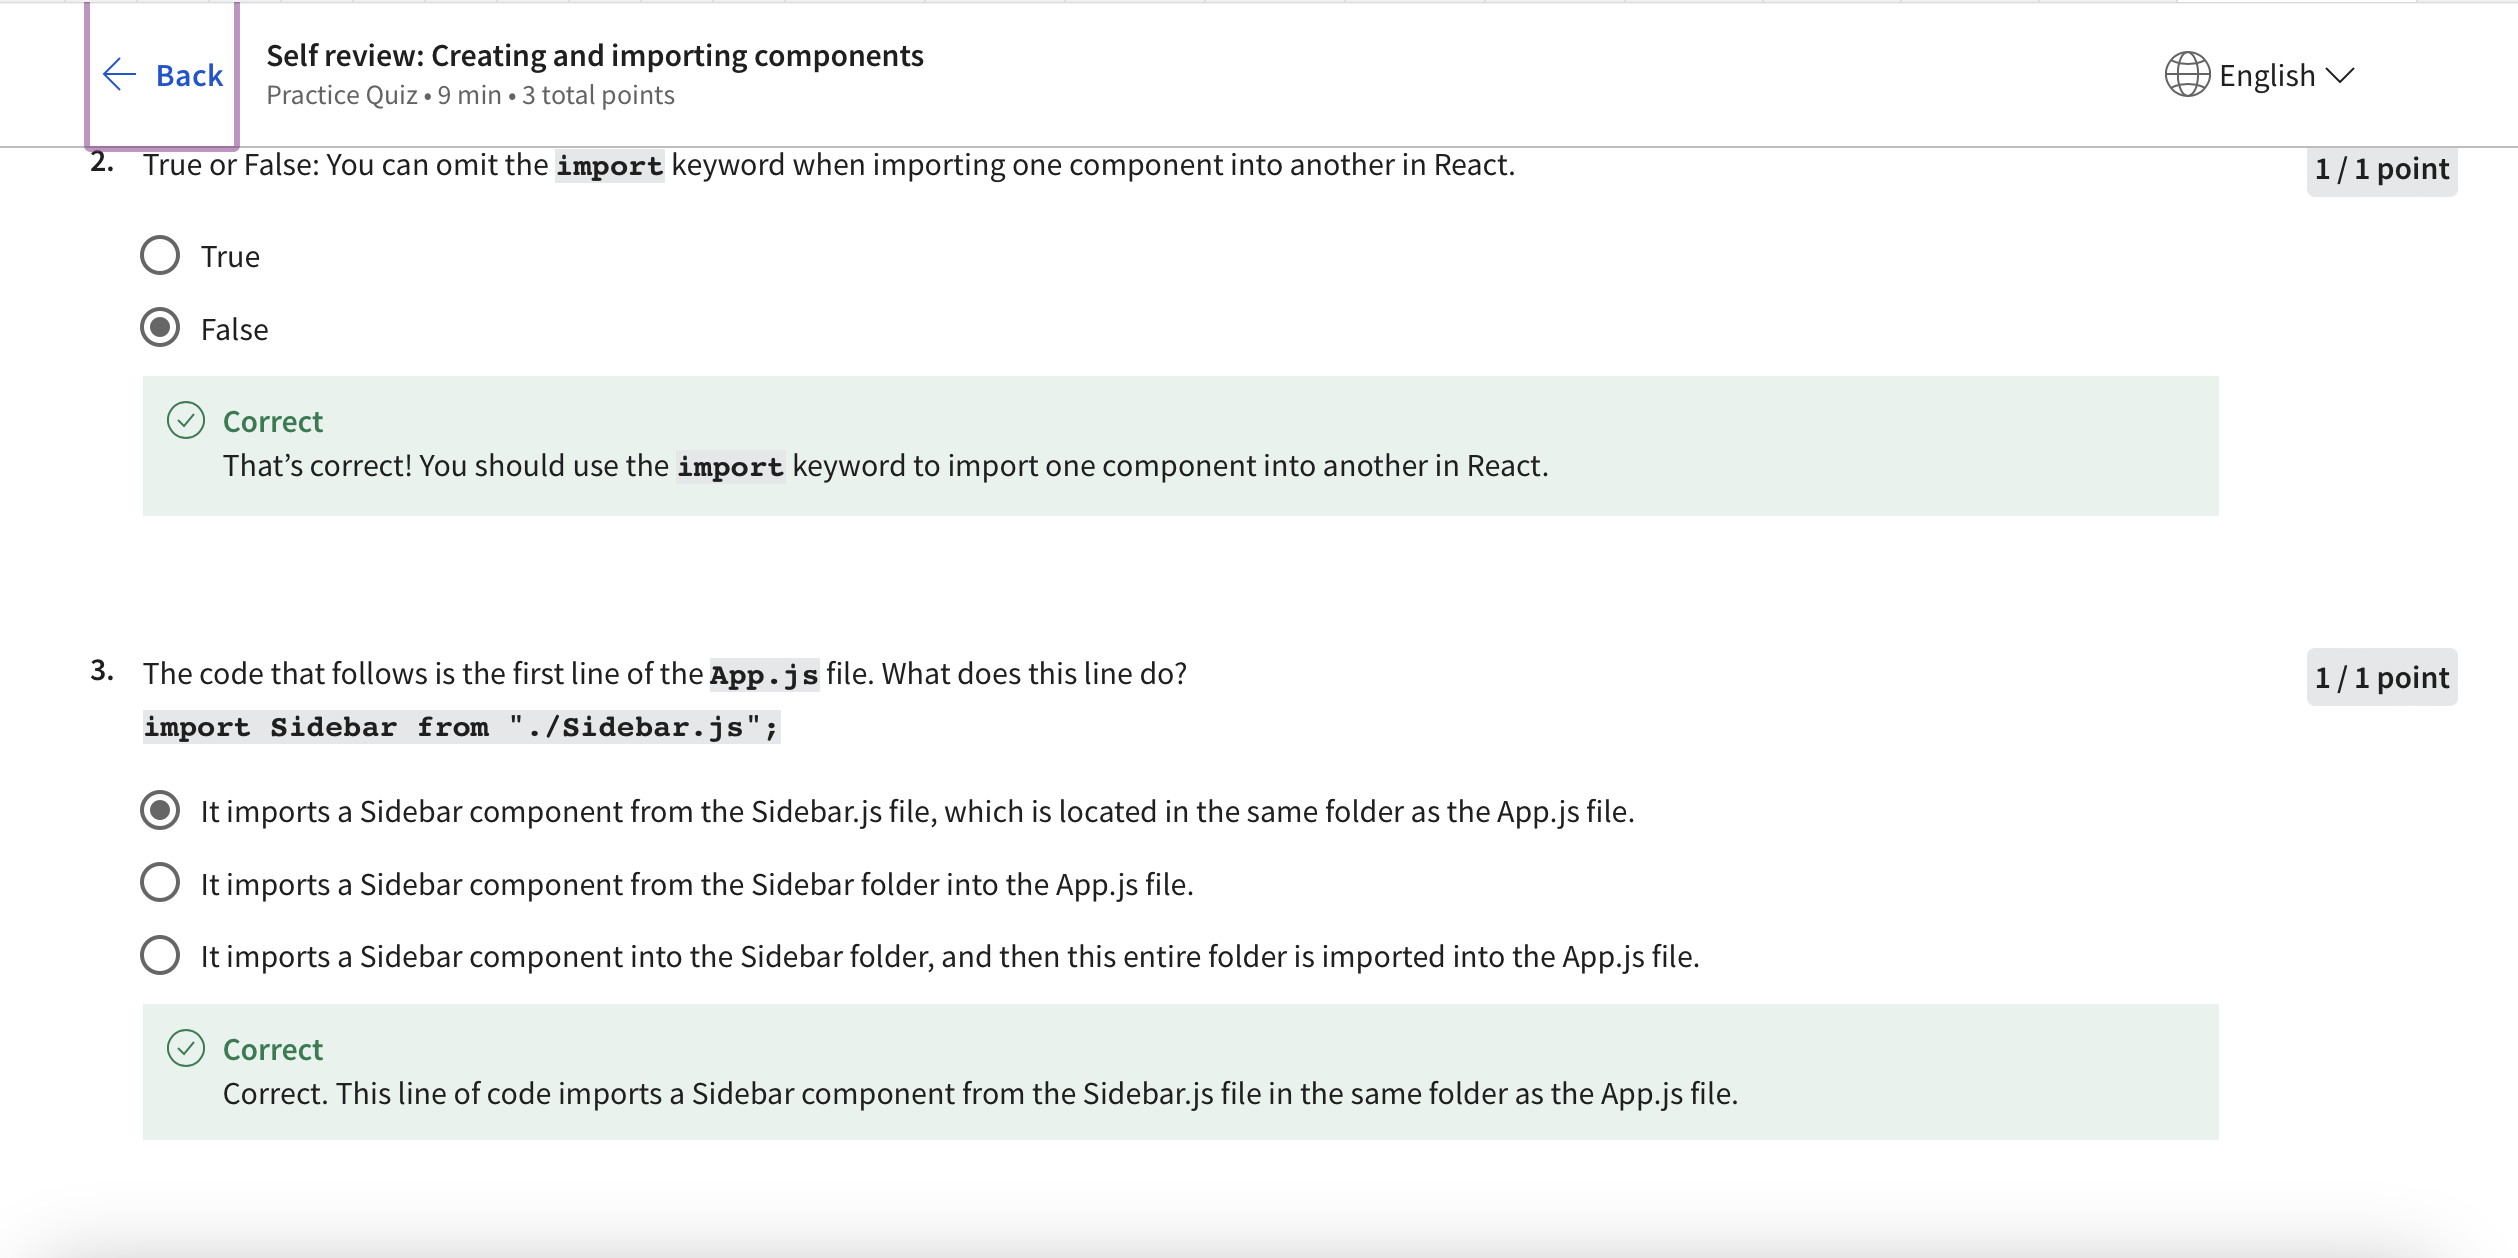 Back
Self review: Creating and importing components
Practice Quiz • 9 min • 3 total points
English
2. True or False: You can omit the import keyword when importing one component into another in React.
1 / 1 point
True
False
Correct
That’s correct! You should use the import keyword to import one component into another in React.
3. The code that follows is the first line of the App.js file. What does this line do?
1 / 1 point
import Sidebar from "./Sidebar.js";
It imports a Sidebar component from the Sidebar.js file, which is located in the same folder as the App.js file.
It imports a Sidebar component from the Sidebar folder into the App.js file.
It imports a Sidebar component into the Sidebar folder, and then this entire folder is imported into the App.js file.
Correct
Correct. This line of code imports a Sidebar component from the Sidebar.js file in the same folder as the App.js file.